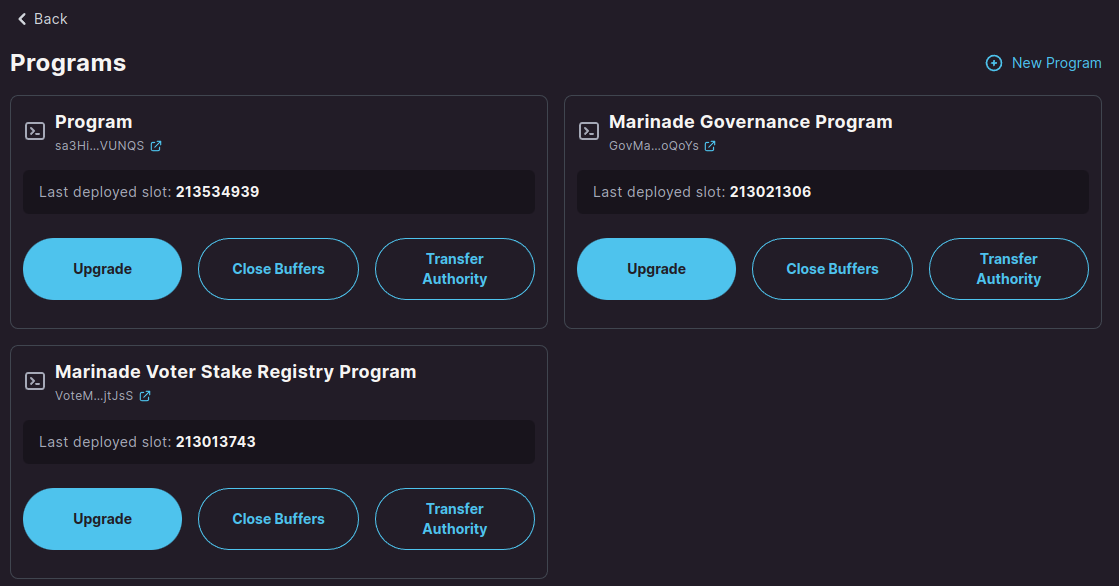 Back
Programs
New Program
Program
sa3Hi...VUNQS
Last deployed slot: 213534939
Upgrade
Close Buffers
Transfer
Authority
Marinade Governance Program
GovMa...oQoYs
Last deployed slot: 213021306
Upgrade
Close Buffers
Transfer
Authority
Marinade Voter Stake Registry Program
VoteM...jtJsS
Last deployed slot: 213013743
Upgrade
Close Buffers
Transfer
Authority